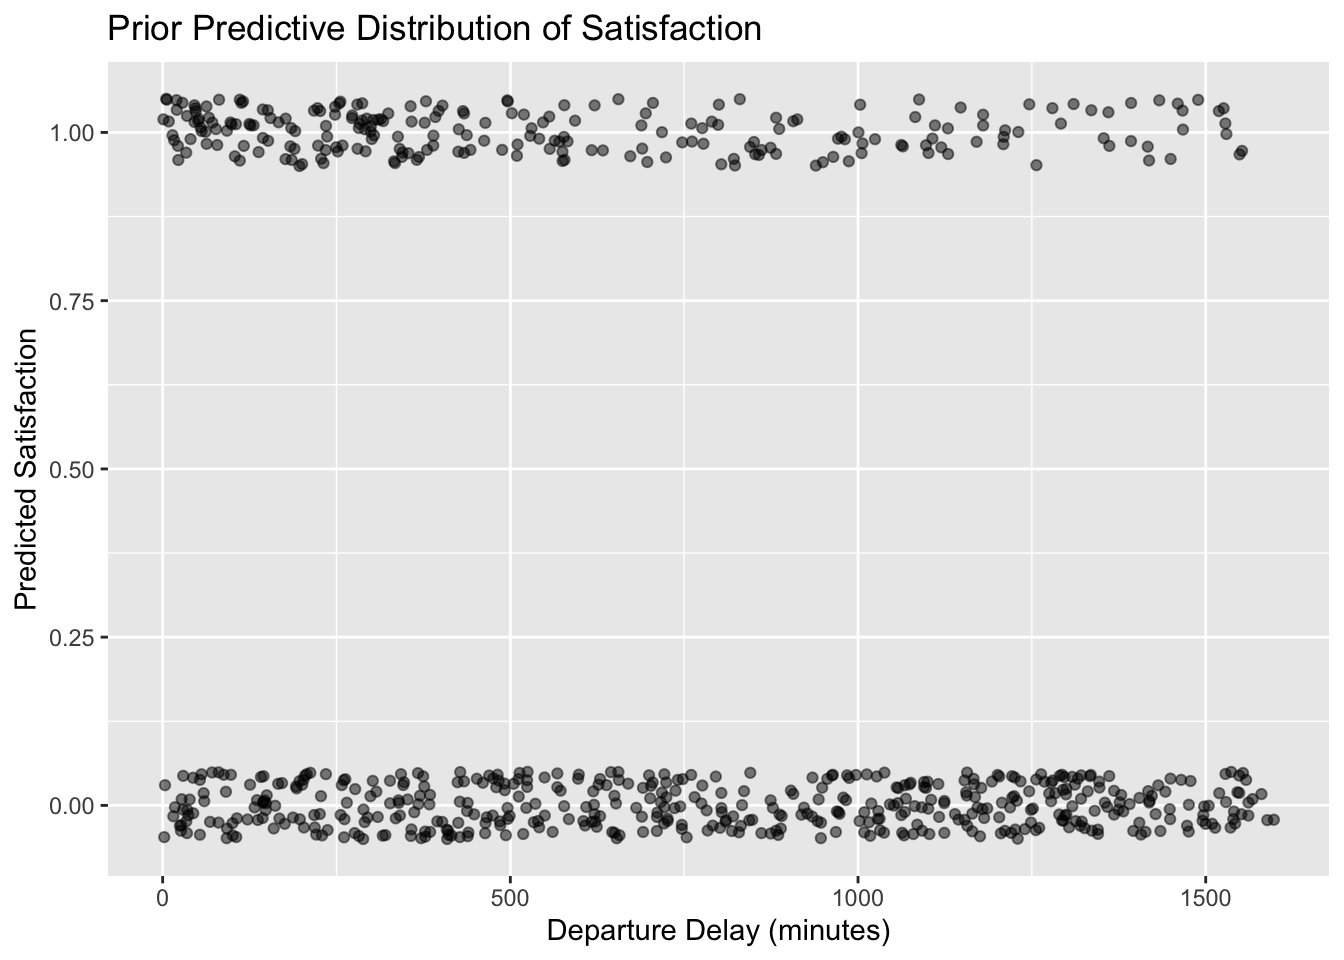 Prior Predictive Distribution of Satisfaction
Predicted Satisfaction
1.00
0.75
0.50
0.25
0.00
0 500 1000 1500
Departure Delay (minutes)